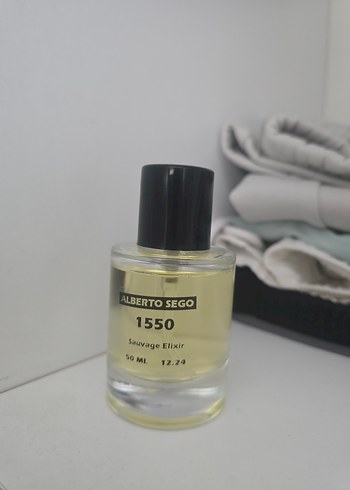 ALBERTO SEGO
1550
Sauvage Elixir
50 ML 12.24